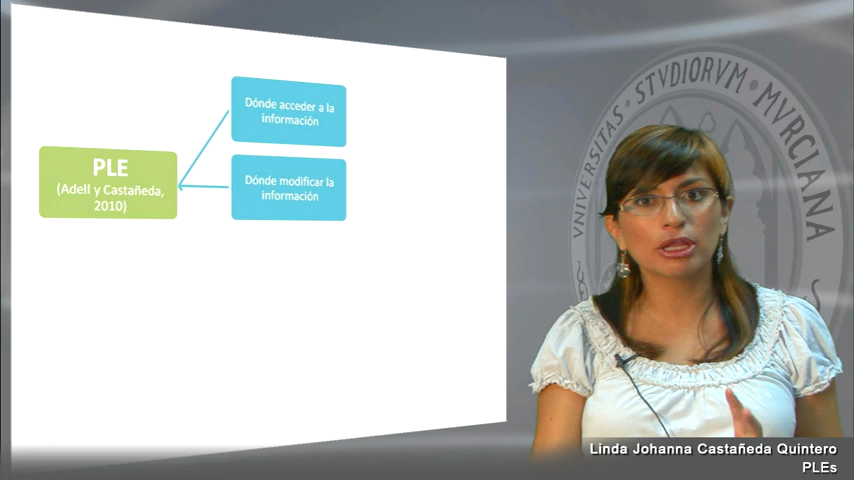 PLE
(Adell y Castañeda,
2010)
Dónde acceder a la
información
Dónde modificar la
información
VNIVERSITAS · STVDIORVM · MVRCIANA
Linda Johanna Castañeda Quintero
PLEs